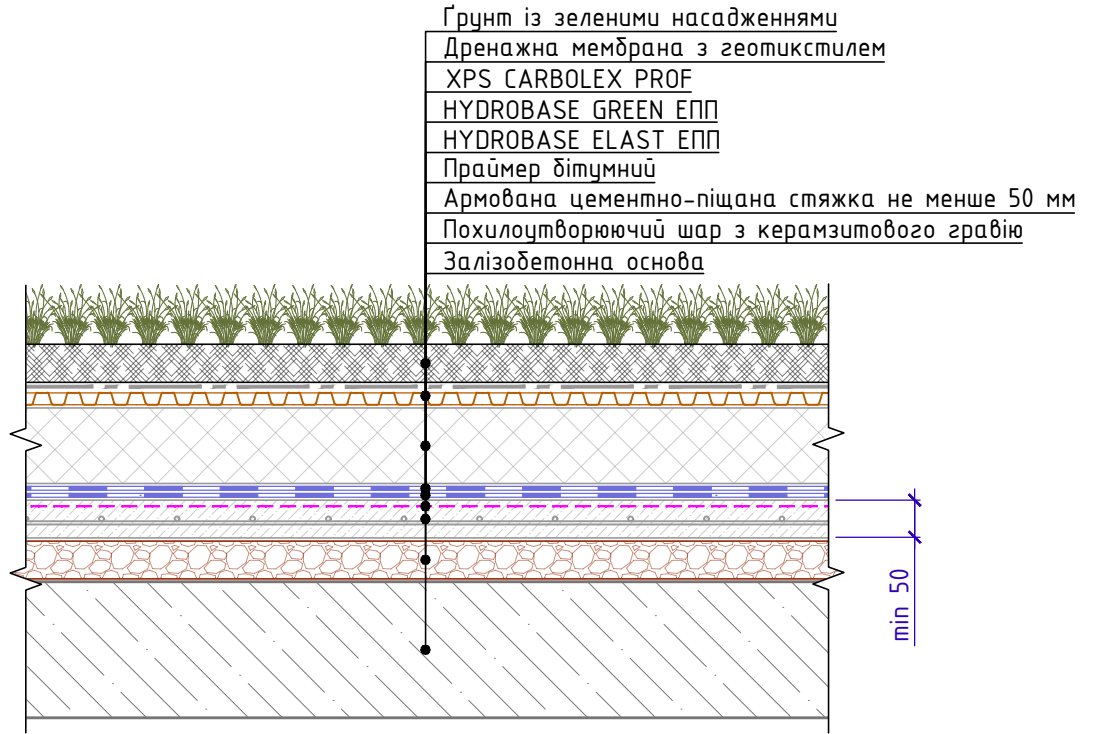 Ґрунт із зеленими насадженнями
Дренажна мембрана з геотикстилем
XPS CARBOLEX PROF
HYDROBASE GREEN ЕПП
HYDROBASE ELAST ЕПП
Праймер бітумний
Армована цементно-піщана стяжка не менше 50 мм
Похилоутворюючий шар з керамзитового гравію
Залізобетонна основа
min 50